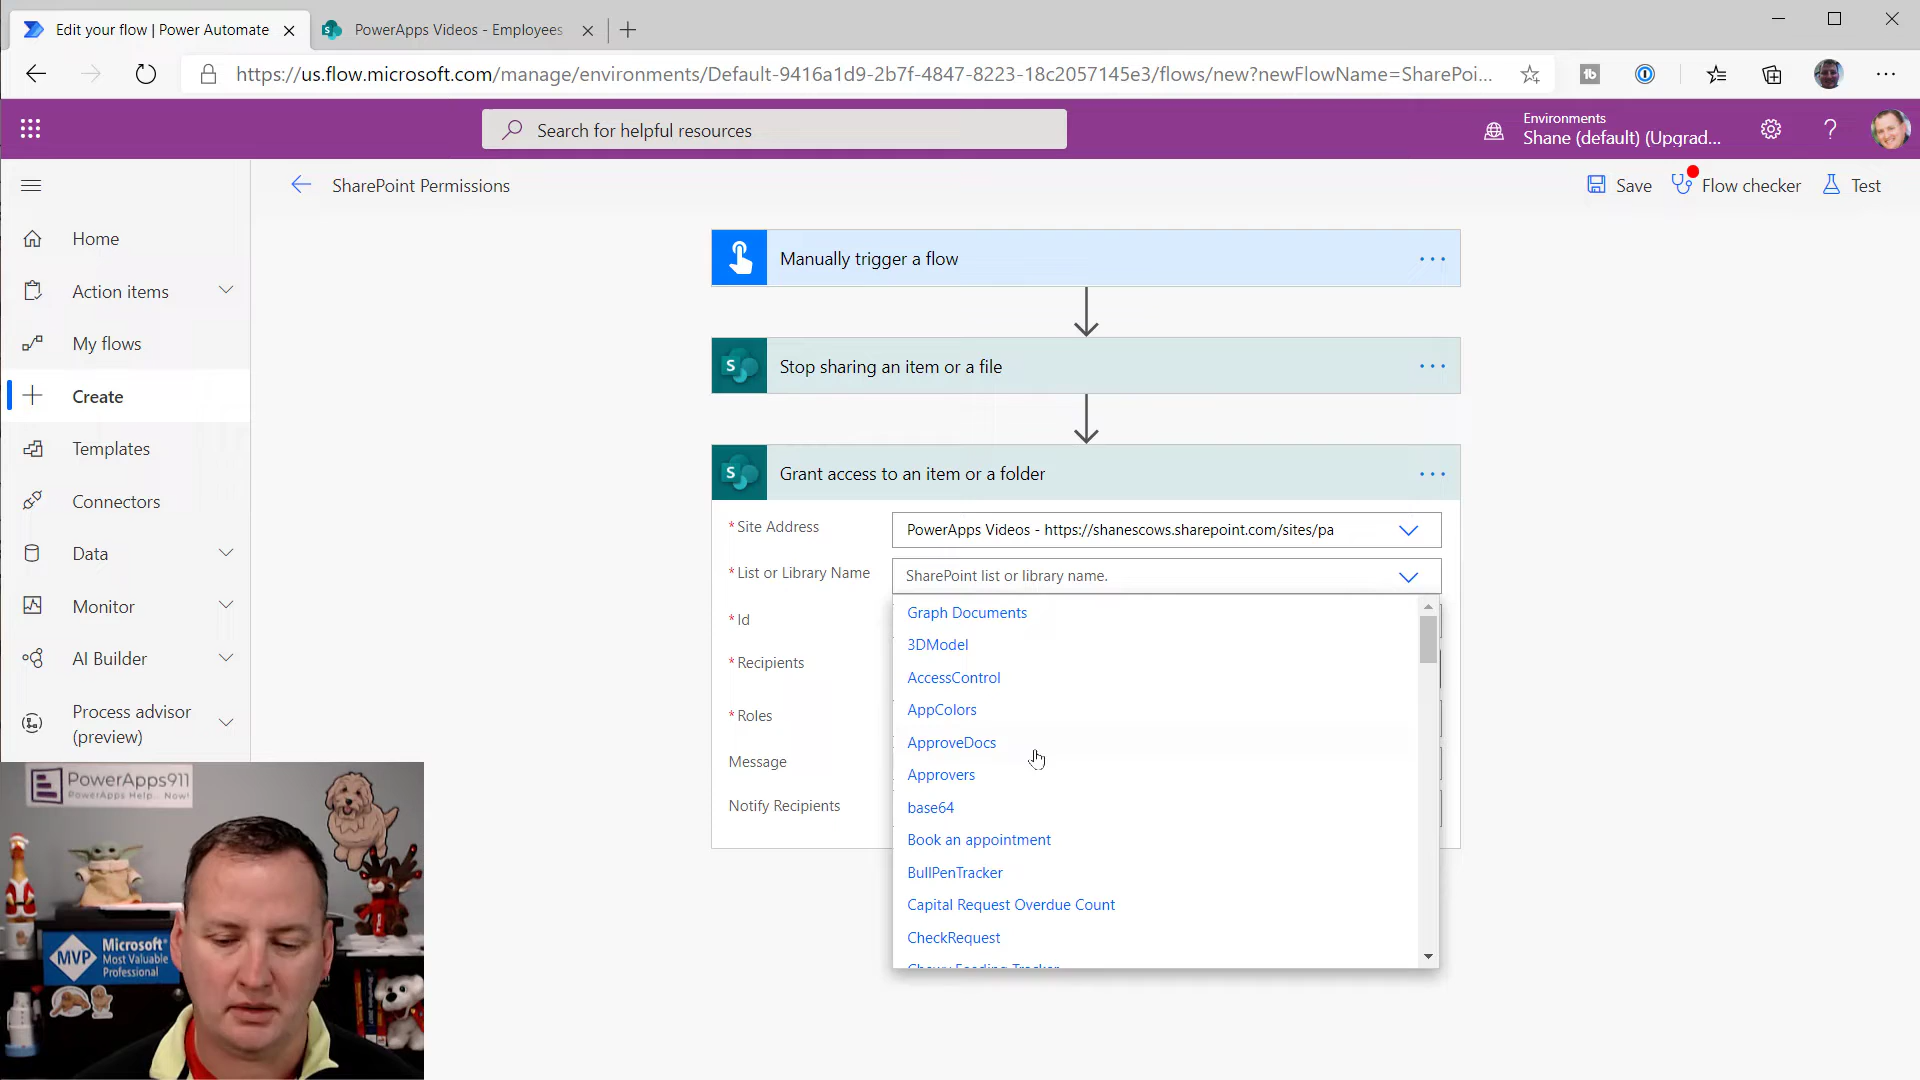 Edit your flow | Power Automate
PowerApps Videos - Employees
https://us.flow.microsoft.com/manage/environments/Default-9416a1d9-2b7f-4847-8223-18c2057145e3/flows/new?newFlowName=SharePoi...
Search for helpful resources
Environments
Shane (default) (Upgrad...
SharePoint Permissions
Save
Flow checker
Test
Home
Action items
My flows
Create
Templates
Connectors
Data
Monitor
AI Builder
Process advisor
(preview)
Manually trigger a flow
Stop sharing an item or a file
Grant access to an item or a folder
* Site Address
PowerApps Videos - https://shanescows.sharepoint.com/sites/pa
* List or Library Name
SharePoint list or library name.
* Id
* Recipients
* Roles
Message
Notify Recipients
Graph Documents
3DModel
AccessControl
AppColors
ApproveDocs
Approvers
base64
Book an appointment
BullPenTracker
Capital Request Overdue Count
CheckRequest
PowerApps911
PowerApps Help... Now!
MVP
Microsoft®
Most Valuable
Professional